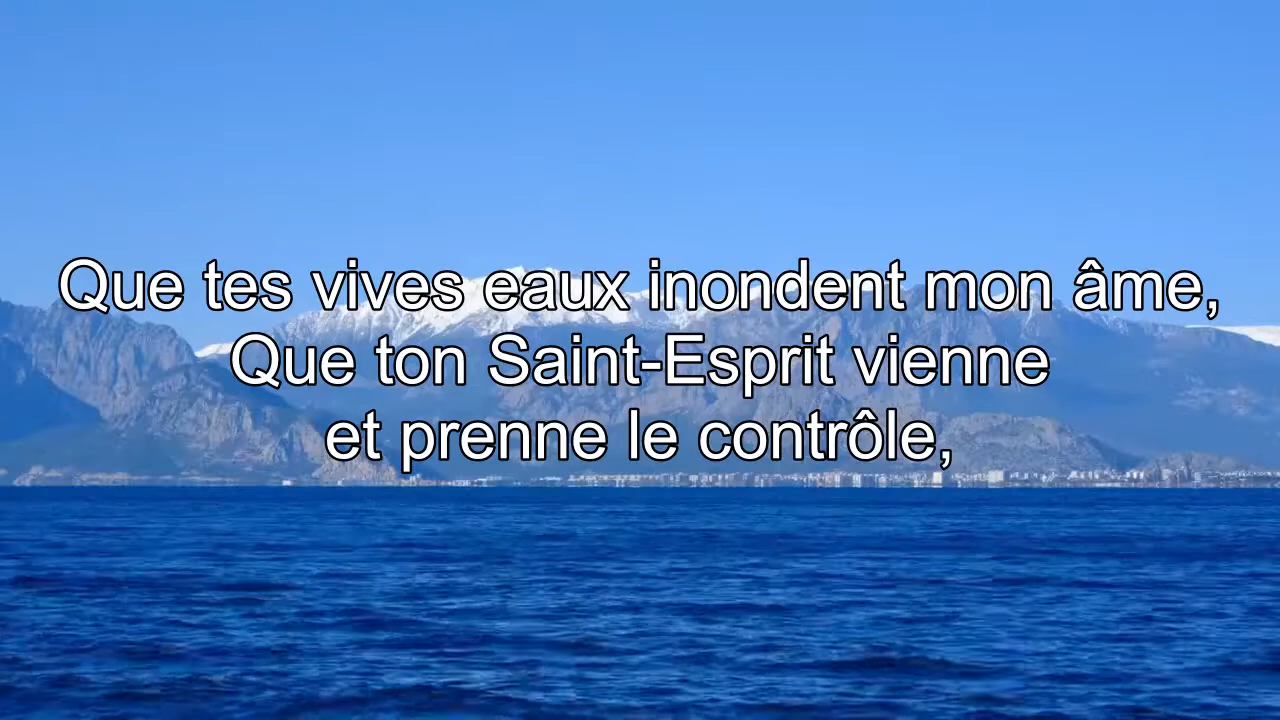 Que tes vives eaux inondent mon âme,
Que ton Saint-Esprit vienne
et prenne le contrôle,